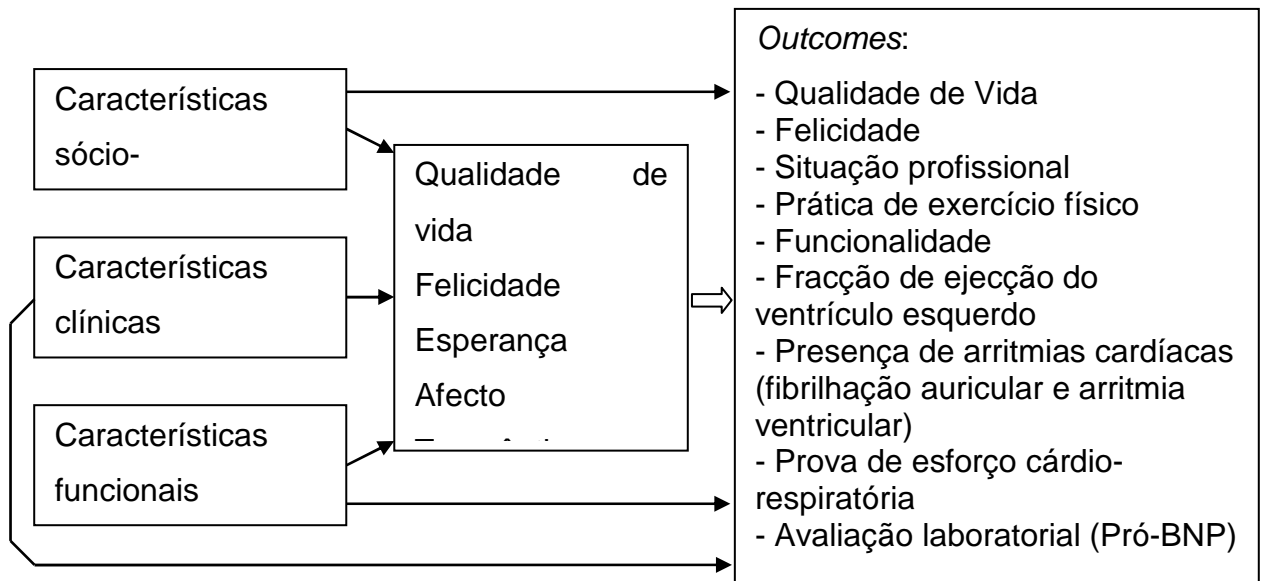 Características
sócio-
Características
clínicas
Características
funcionais
Qualidade de
vida
Felicidade
Esperança
Afecto
Outcomes:
- Qualidade de Vida
- Felicidade
- Situação profissional
- Prática de exercício físico
- Funcionalidade
- Fracção de ejecção do
ventrículo esquerdo
- Presença de arritmias cardíacas
(fibrilhação auricular e arritmia
ventricular)
- Prova de esforço cárdio-
respiratória
- Avaliação laboratorial (Pró-BNP)